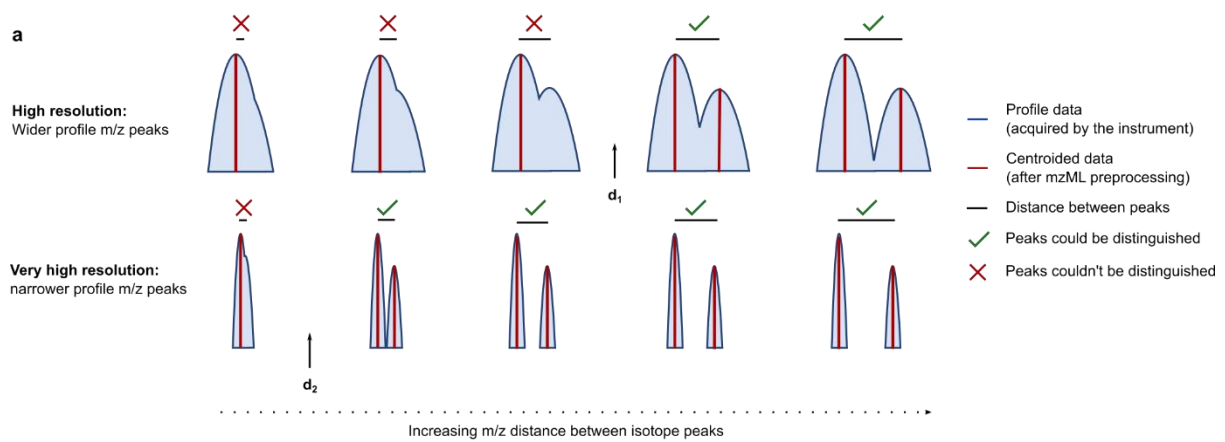 a
High resolution:
Wider profile m/z peaks
d1
Very high resolution:
narrower profile m/z peaks
d2
Increasing m/z distance between isotope peaks
Profile data
(acquired by the instrument)
Centroided data
(after mzML preprocessing)
Distance between peaks
Peaks could be distinguished
Peaks couldn't be distinguished